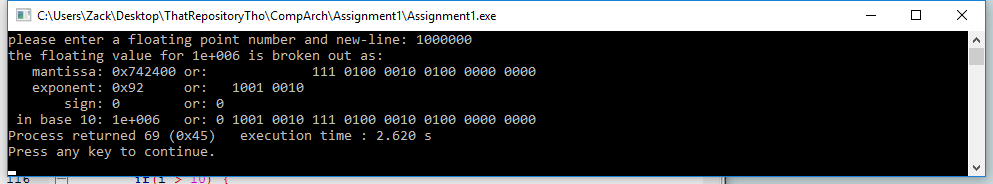 C:\Users\Zack\Desktop\ThatRepositoryTho\CompArch\Assignment1\Assignment1.exe
please enter a floating point number and new-line: 1000000
the floating value for 1e+006 is broken out as:
   mantissa: 0x742400 or:            111 0100 0010 0100 0000 0000
   exponent: 0x92     or:   1001 0010
       sign: 0        or: 0
 in base 10: 1e+006   or: 0 1001 0010 111 0100 0010 0100 0000 0000
Process returned 69 (0x45)   execution time : 2.620 s
Press any key to continue.
116 if(i > 10) {